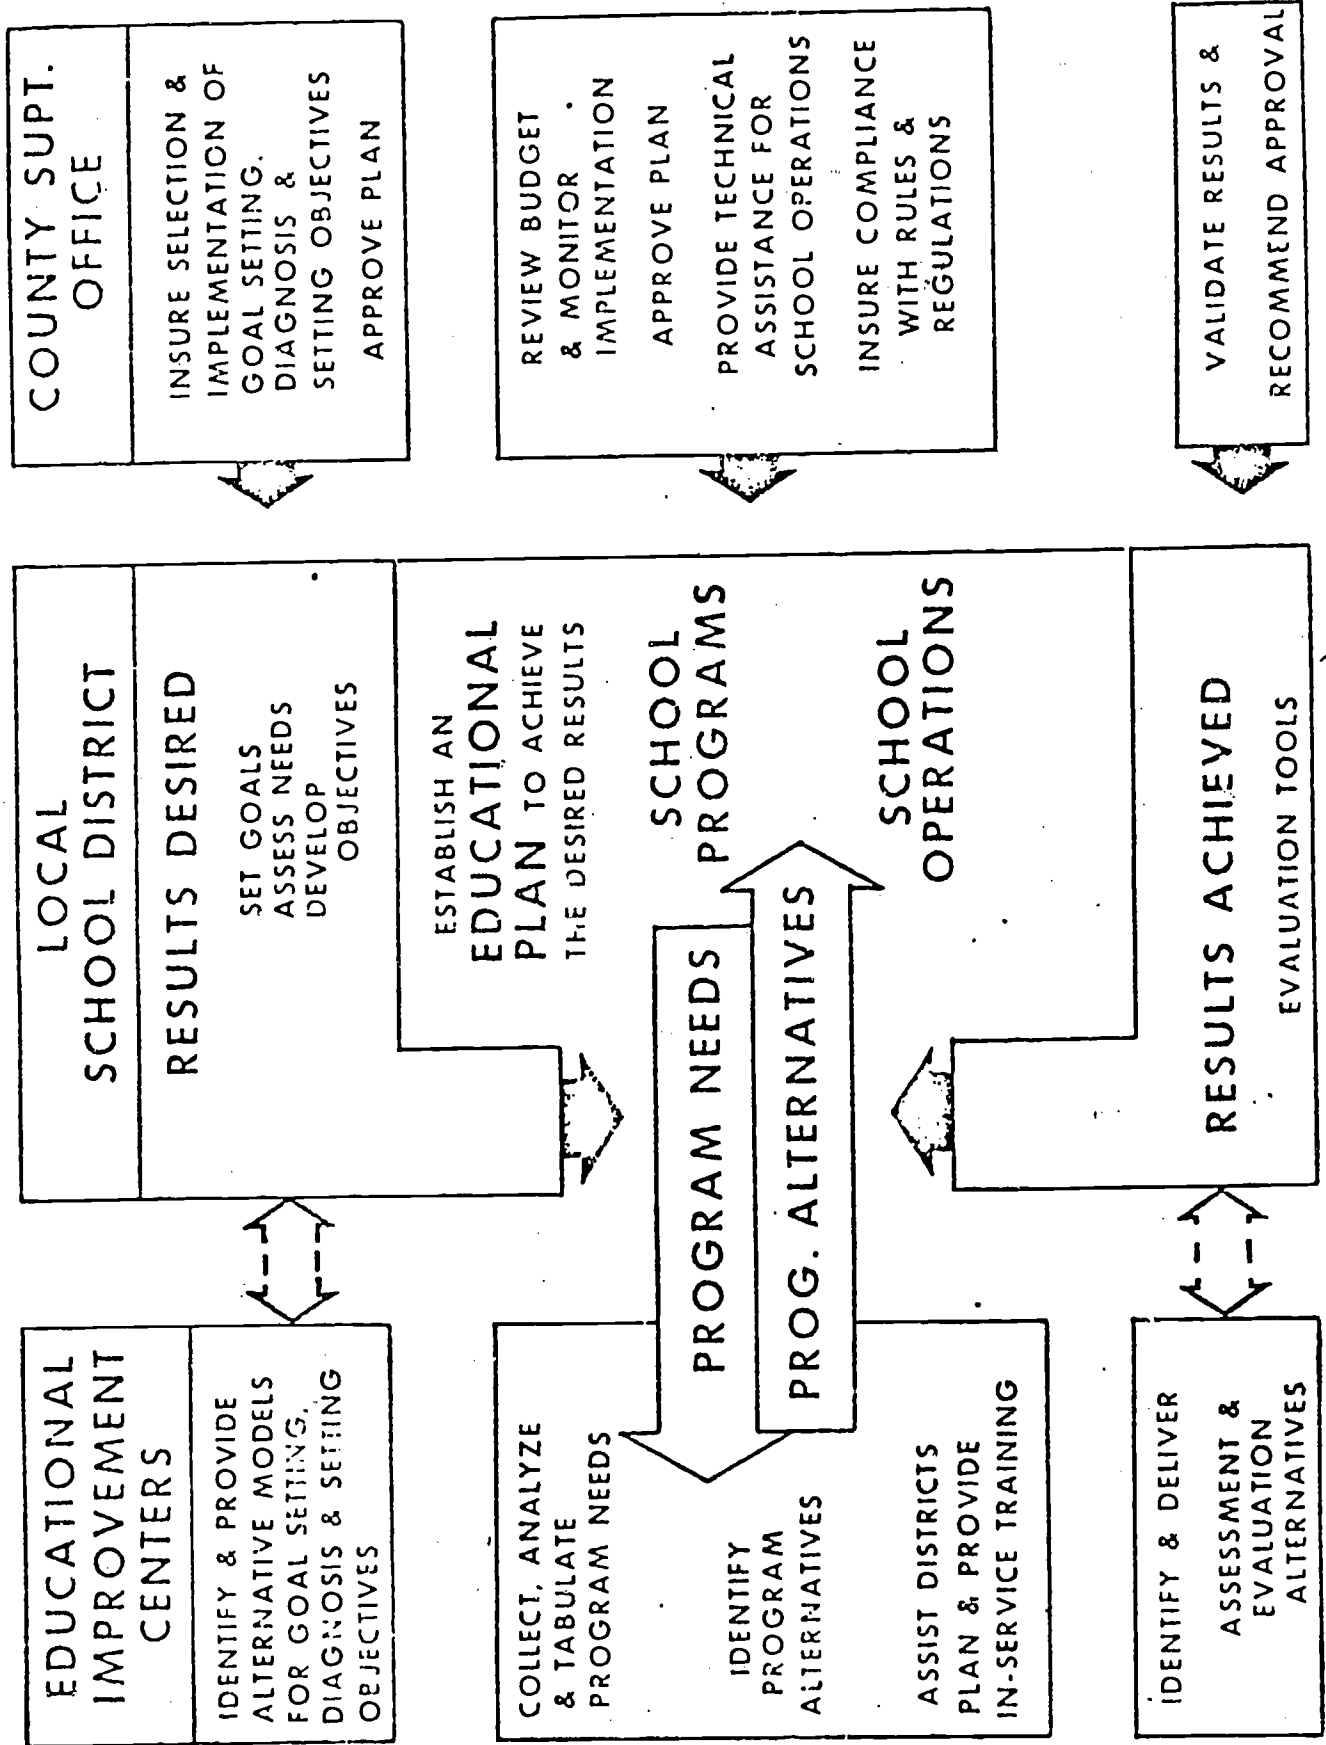 EDUCATIONAL
IMPROVEMENT
CENTERS
IDENTIFY & PROVIDE
ALTERNATIVE MODELS
FOR GOAL SETTING,
DIAGNOSIS & SETTING
OBJECTIVES
COLLECT, ANALYZE
& TABULATE
PROGRAM NEEDS
IDENTIFY
PROGRAM
ALTERNATIVES
ASSIST DISTRICTS
PLAN & PROVIDE
IN-SERVICE TRAINING
IDENTIFY & DELIVER
ASSESSMENT &
EVALUATION
ALTERNATIVES
PROGRAM NEEDS
PROG. ALTERNATIVES
LOCAL
SCHOOL DISTRICT
RESULTS DESIRED
SET GOALS
ASSESS NEEDS
DEVELOP
OBJECTIVES
ESTABLISH AN
EDUCATIONAL
PLAN TO ACHIEVE
THE DESIRED RESULTS
SCHOOL
PROGRAMS
SCHOOL
OPERATIONS
RESULTS ACHIEVED
EVALUATION TOOLS
COUNTY SUPT.
OFFICE
INSURE SELECTION &
IMPLEMENTATION OF
GOAL SETTING.
DIAGNOSIS &
SETTING OBJECTIVES
APPROVE PLAN
REVIEW BUDGET
& MONITOR
IMPLEMENTATION
APPROVE PLAN
PROVIDE TECHNICAL
ASSISTANCE FOR
SCHOOL OPERATIONS
INSURE COMPLIANCE
WITH RULES &
REGULATIONS
VALIDATE RESULTS &
RECOMMEND APPROVAL